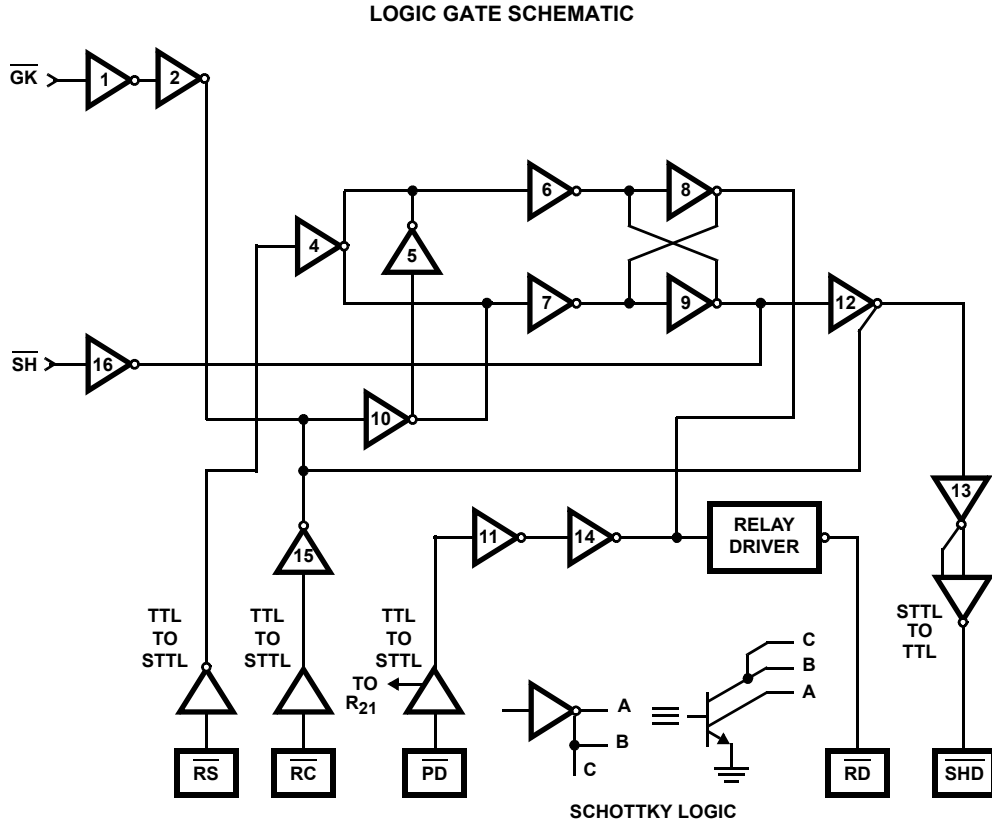 LOGIC GATE SCHEMATIC
GK
1
2
6
8
4
5
7
9
12
SH
16
10
13
11
14
RELAY
DRIVER
15
TTL
TO
STTL
TTL
TO
STTL
TTL
TO
STTL
STTL
TO
TTL
TO
R21
C
B
A
A
B
C
RS
RC
PD
RD
SHD
SCHOTTKY LOGIC